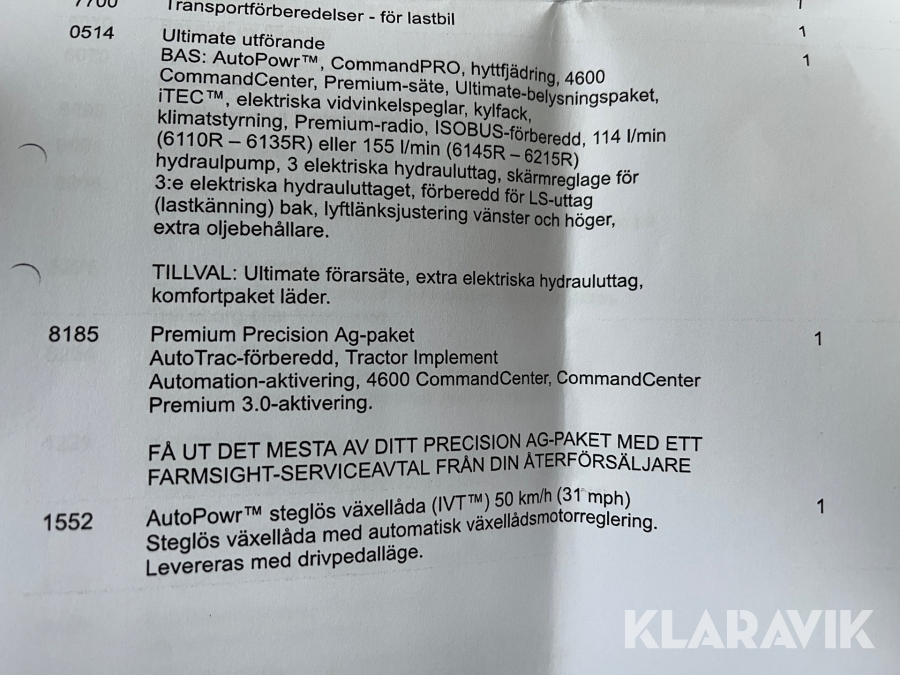 7700 Transportförberedelser - för lastbil 1
0514 Ultimate utförande 1
BAS: AutoPowr™, CommandPRO, hyttfjädring, 4600 1
CommandCenter, Premium-säte, Ultimate-belysningspaket,
iTEC™, elektriska vidvinkelspeglar, kylfack,
klimatstyrning, Premium-radio, ISOBUS-förberedd, 114 l/min
(6110R – 6135R) eller 155 l/min (6145R – 6215R)
hydraulpump, 3 elektriska hydrauluttag, skärmreglage för
3:e elektriska hydrauluttaget, förberedd för LS-uttag
(lastkänning) bak, lyftlänksjustering vänster och höger,
extra oljebehållare.
TILLVAL: Ultimate förarsäte, extra elektriska hydrauluttag,
komfortpaket läder.
8185 Premium Precision Ag-paket 1
AutoTrac-förberedd, Tractor Implement
Automation-aktivering, 4600 CommandCenter, CommandCenter
Premium 3.0-aktivering.
FÅ UT DET MESTA AV DITT PRECISION AG-PAKET MED ETT
FARMSIGHT-SERVICEAVTAL FRÅN DIN ÅTERFÖRSÄLJARE
1552 AutoPowr™ steglös växellåda (IVT™) 50 km/h (31 mph) 1
Steglös växellåda med automatisk växellådsmotorreglering.
Levereras med drivpedalläge.
KLARAVIK